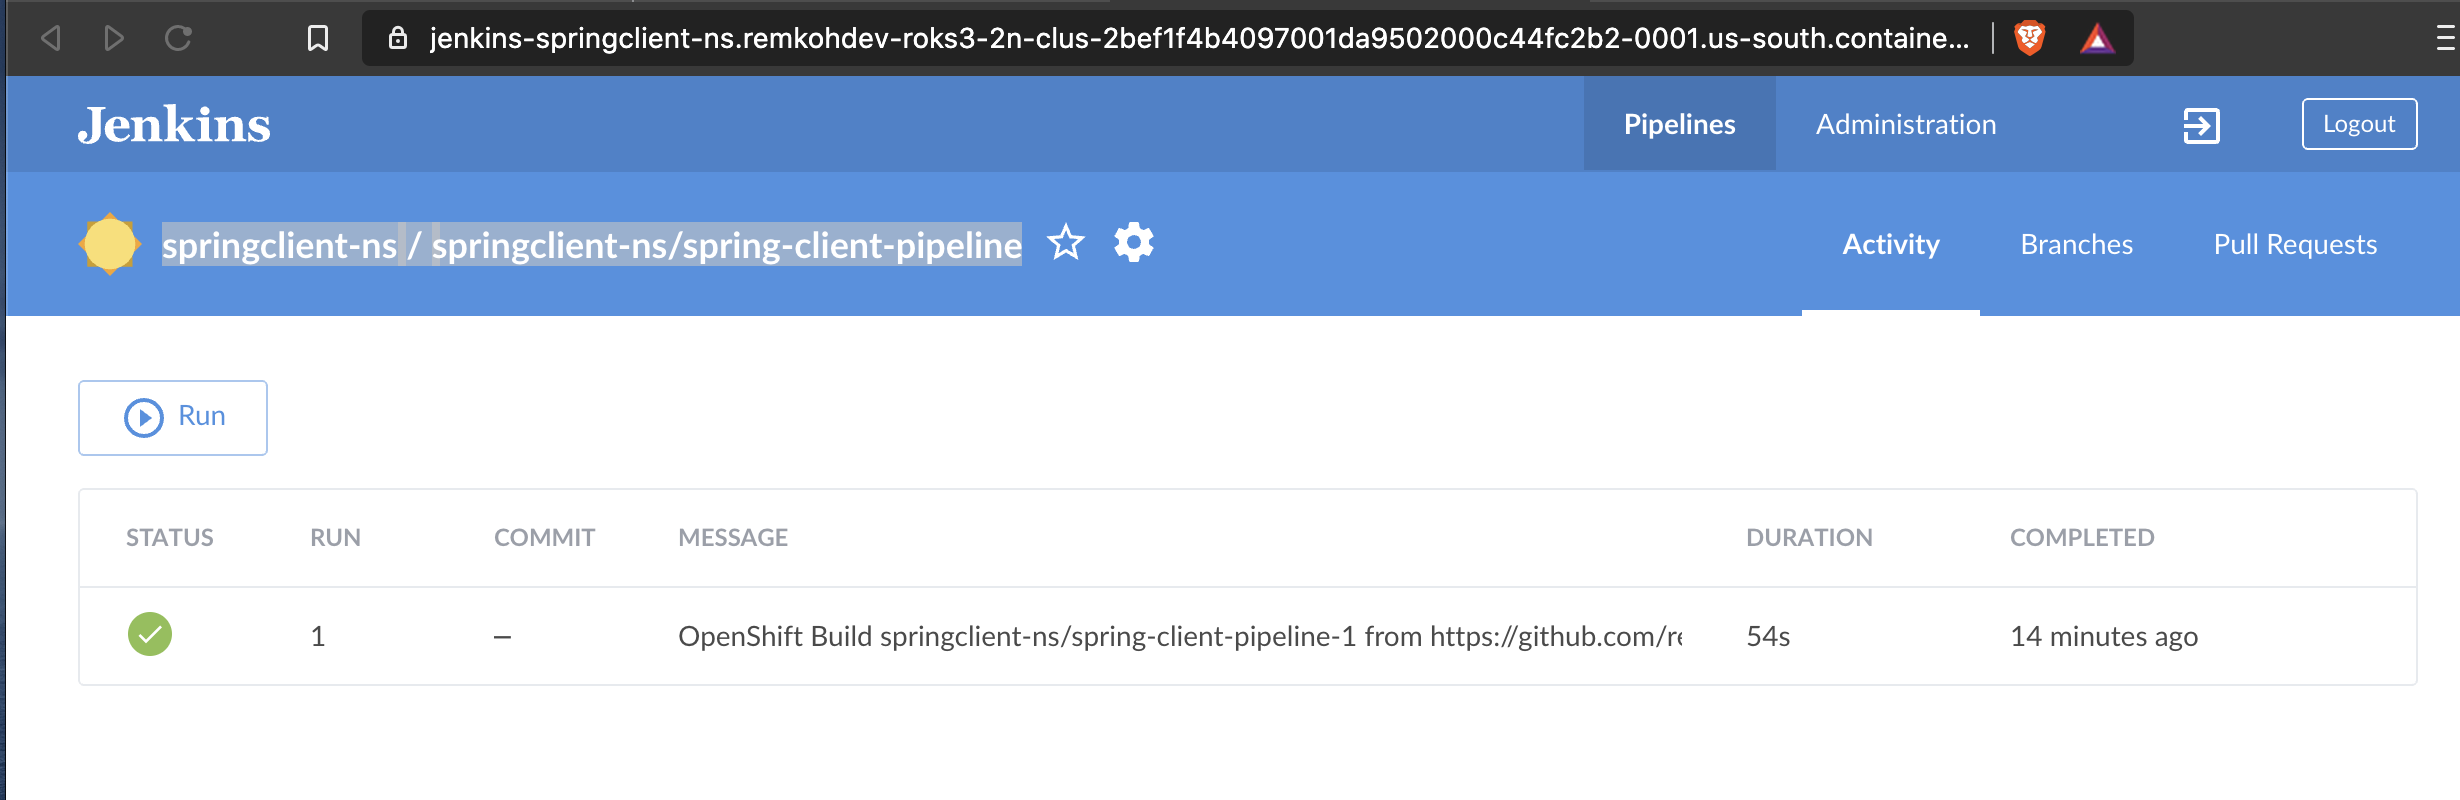 jenkins-springclient-ns.remkohdev-roks3-2n-clus-2bef1f4b4097001da9502000c44fc2b2-0001.us-south.containe...
Jenkins
Pipelines
Administration
Logout
springclient-ns / springclient-ns/spring-client-pipeline
Activity
Branches
Pull Requests
Run
STATUS RUN COMMIT MESSAGE DURATION COMPLETED
1 – OpenShift Build springclient-ns/spring-client-pipeline-1 from https://github.com/re 54s 14 minutes ago